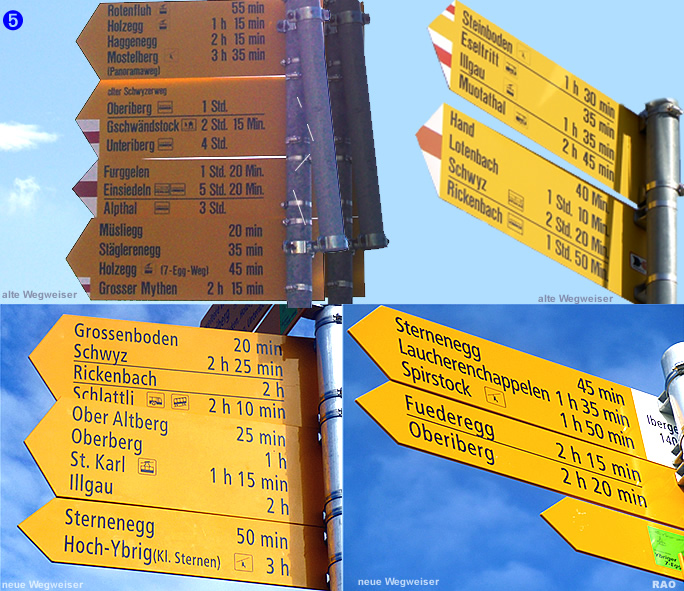 5
Rotenfluh 55 min
Holzegg 1 h 15 min
Haggenegg 2 h 15 min
Mostelberg 3 h 35 min
(Panoramaweg)
alter Schwyzerweg
Oberiberg 1 Std.
Gschwändstock 2 Std. 15 Min.
Unteriberg 4 Std.
Furggelen 1 Std. 20 Min.
Einsiedeln 5 Std. 20 Min.
Alpthal 3 Std.
Müsliegg 20 min
Stäglerenegg 35 min
Holzegg (7-Egg-Weg) 45 min
Grosser Mythen 2 h 15 min
alte Wegweiser
Steinboden 1 h 30 min
Eseltritt 35 min
Illgau 1 h 35 min
Muotathal 2 h 45 min
Hand 40 Min
Lotenbach 1 Std. 10 Min
Schwyz 2 Std. 20 Min
Rickenbach 1 Std. 50 Min
alte Wegweiser
Grossenboden 20 min
Schwyz 2 h 25 min
Rickenbach 2 h
Schlattli 2 h 10 min
Ober Altberg 25 min
Oberberg 1 h
St. Karl 1 h 15 min
Illgau 2 h
Sternenegg 50 min
Hoch-Ybrig (Kl. Sternen) 3 h
neue Wegweiser
Sternenegg 45 min
Laucherenchappelen 1 h 35 min
Spirstock 1 h 50 min
Iberge
140
Fuederegg 2 h 15 min
Oberiberg 2 h 20 min
7-Egg
neue Wegweiser
RAO